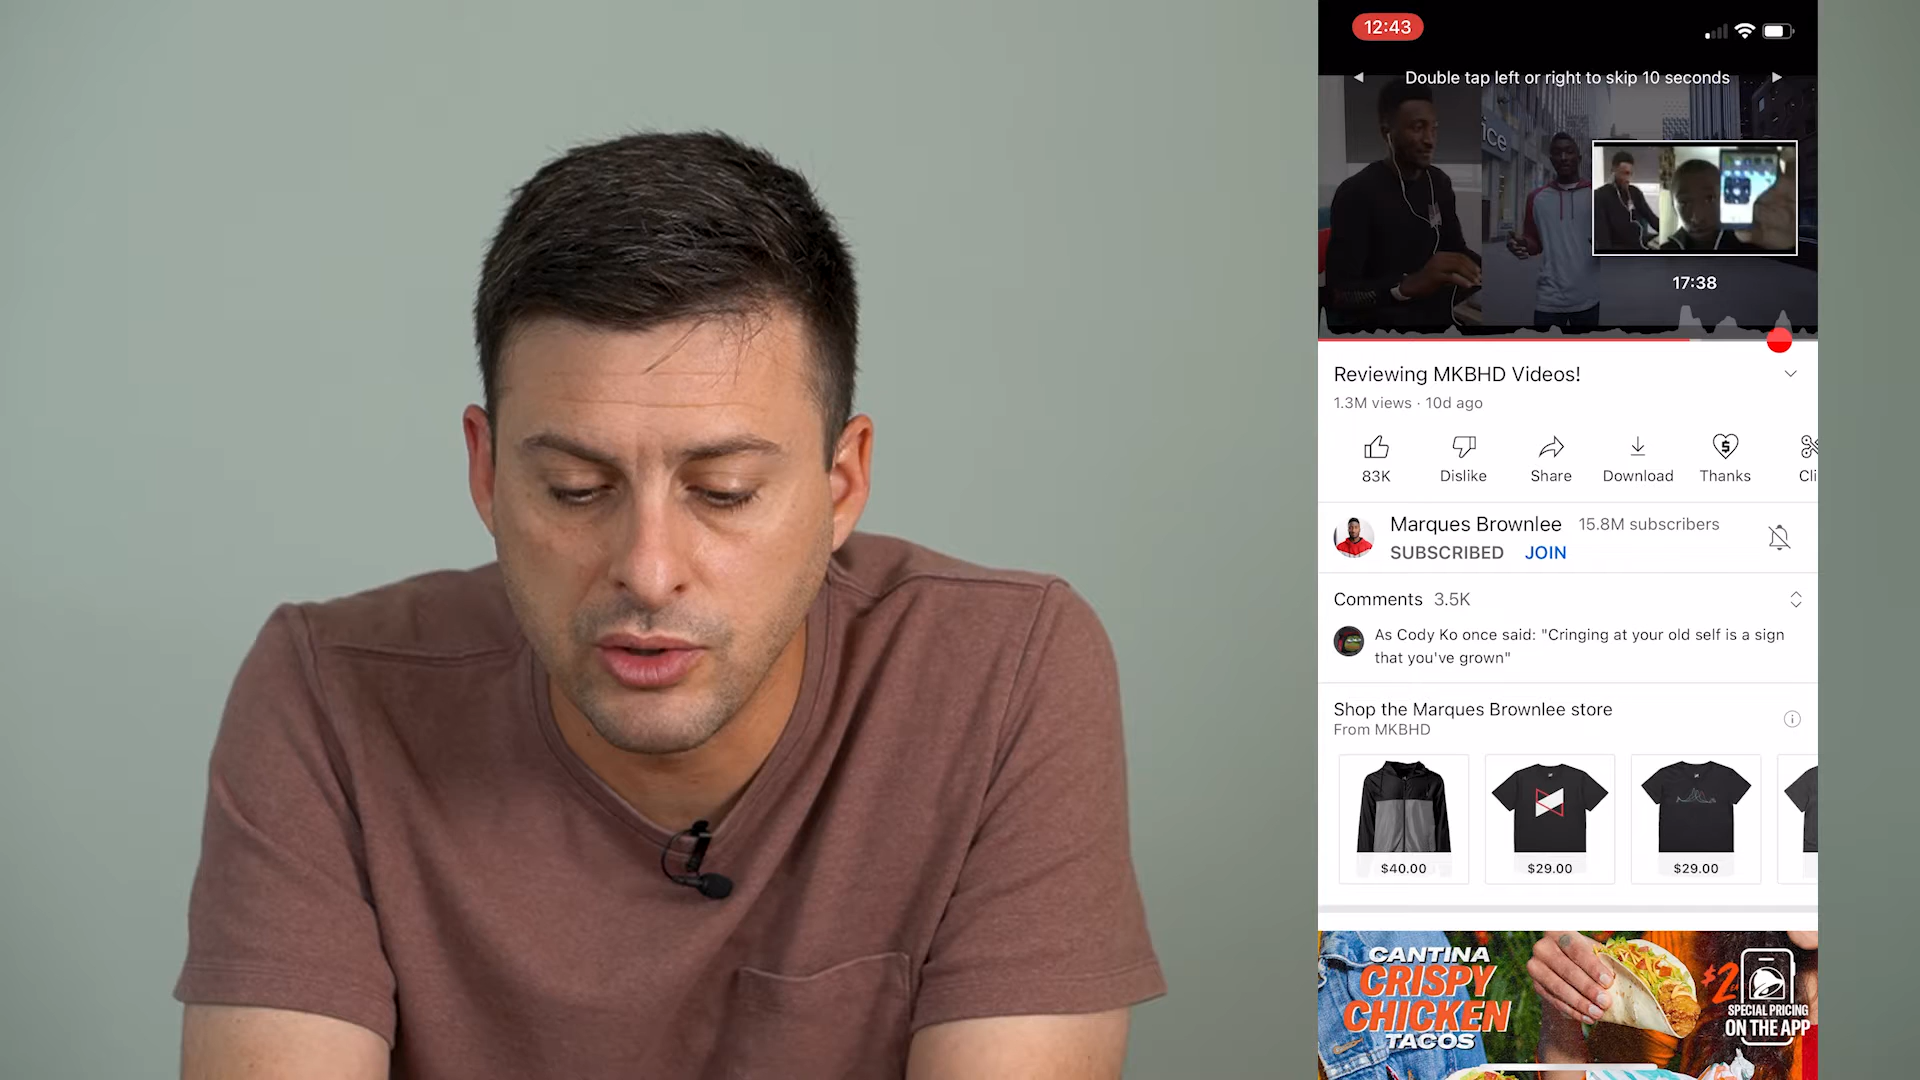 12:43
Double tap left or right to skip 10 seconds
ice
17:38
Reviewing MKBHD Videos!
1.3M views · 10d ago
83K
Dislike
Share
Download
Thanks
Cli
Marques Brownlee 15.8M subscribers
SUBSCRIBED JOIN
Comments 3.5K
As Cody Ko once said: "Cringing at your old self is a sign
that you've grown"
Shop the Marques Brownlee store
From MKBHD
$40.00
$29.00
$29.00
CANTINA
CRISPY
CHICKEN
TACOS
$2
SPECIAL PRICING
ON THE APP